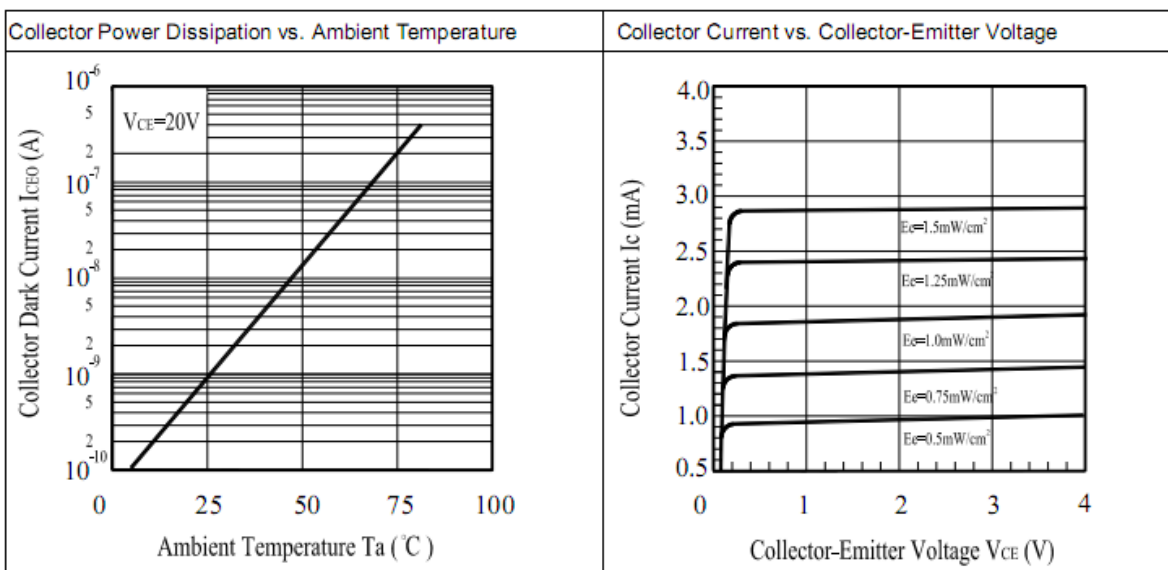 Collector Power Dissipation vs. Ambient Temperature
10⁻⁶
5
2
10⁻⁷
5
2
10⁻⁸
5
2
10⁻⁹
5
2
10⁻¹⁰
VCE=20V
Collector Dark Current ICEO (A)
0 25 50 75 100
Ambient Temperature Ta (℃)
Collector Current vs. Collector-Emitter Voltage
4.0
3.5
3.0
2.5
2.0
1.5
1.0
0.5
Collector Current Ic (mA)
Ee=1.5mW/cm²
Ee=1.25mW/cm²
Ee=1.0mW/cm²
Ee=0.75mW/cm²
Ee=0.5mW/cm²
0 1 2 3 4
Collector-Emitter Voltage VCE (V)